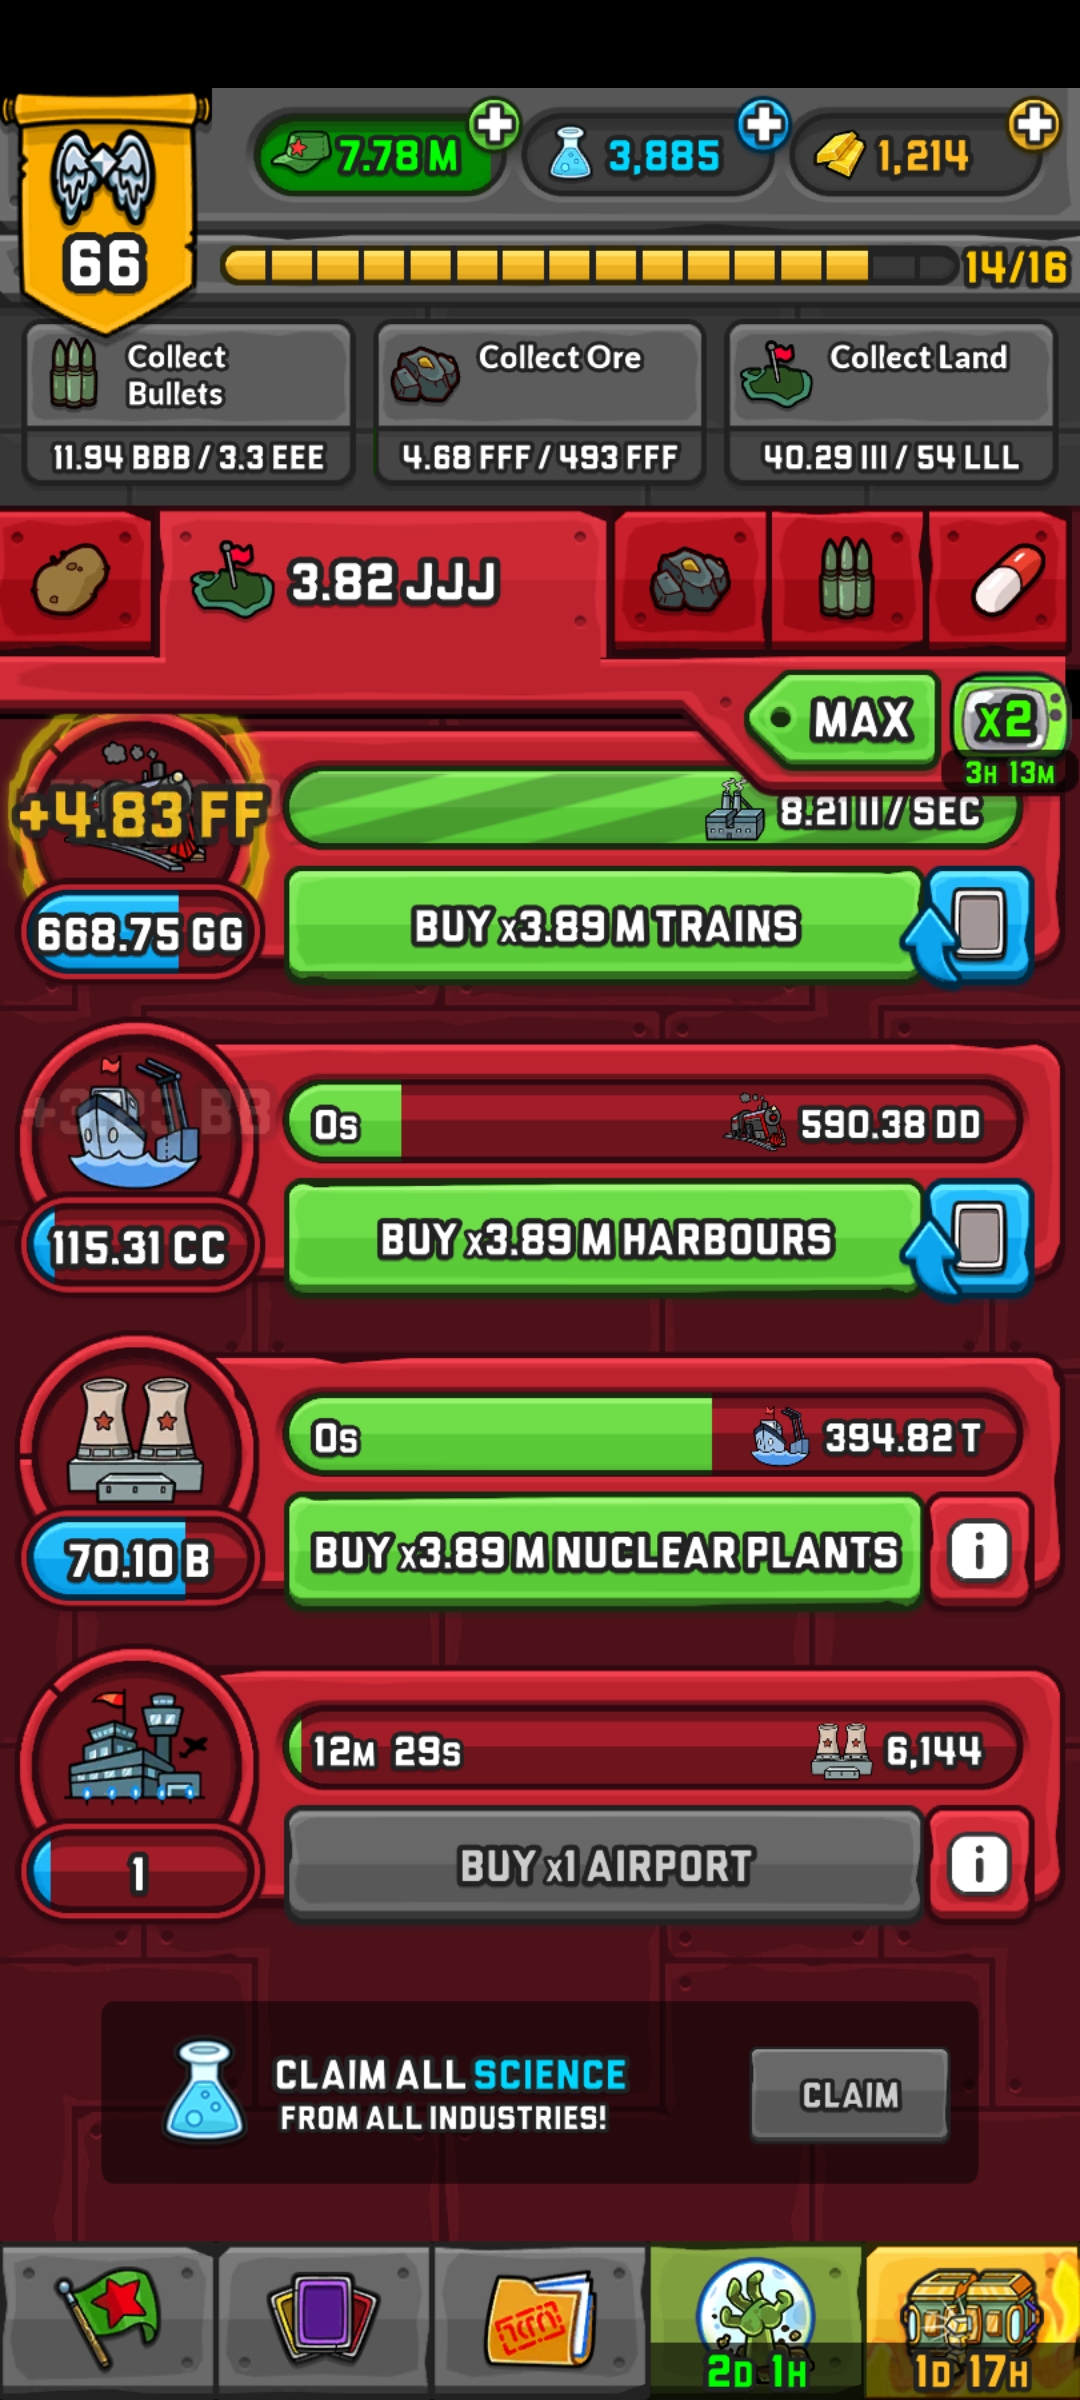 66
7.78 M
3,885
1,214
14/16
Collect
Bullets
11.94 BBB / 3.3 EEE
Collect Ore
4.68 FFF / 493 FFF
Collect Land
40.29 III / 54 LLL
3.82 JJJ
MAX
x2
3H 13M
+4.83 FF
8.21 II / SEC
668.75 GG
BUY x3.89 M TRAINS
0s
590.38 DD
115.31 CC
BUY x3.89 M HARBOURS
0s
394.82 T
70.10 B
BUY x3.89 M NUCLEAR PLANTS
i
12M 29S
6,144
1
BUY x1 AIRPORT
i
CLAIM ALL SCIENCE
FROM ALL INDUSTRIES!
CLAIM
2D 1H
1D 17H